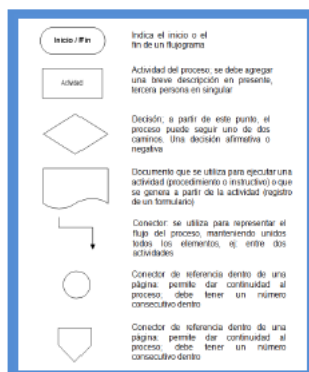 Inicio / Fin
Indica el inicio o el
fin de un flujograma
Actividad
Actividad del proceso, se debe agregar
una breve descripción en presente,
tercera persona en singular
Decisón; a partir de este punto, el
proceso puede seguir uno de dos
caminos. Una decisión afirmativa o
negativa
Documento que se utiliza para ejecutar una
actividad (procedimiento o instructivo) o que
se genera a partir de la actividad (registro
de un formulario)
Conector: se utiliza para representar el
flujo del proceso, manteniendo unidos
todos los elementos, ej: entre dos
actividades
Conector de referencia dentro de una
página: permite dar continuidad al
proceso; debe tener un número
consecutivo dentro
Conector de referencia dentro de una
página: permite dar continuidad al
proceso; debe tener un número
consecutivo dentro